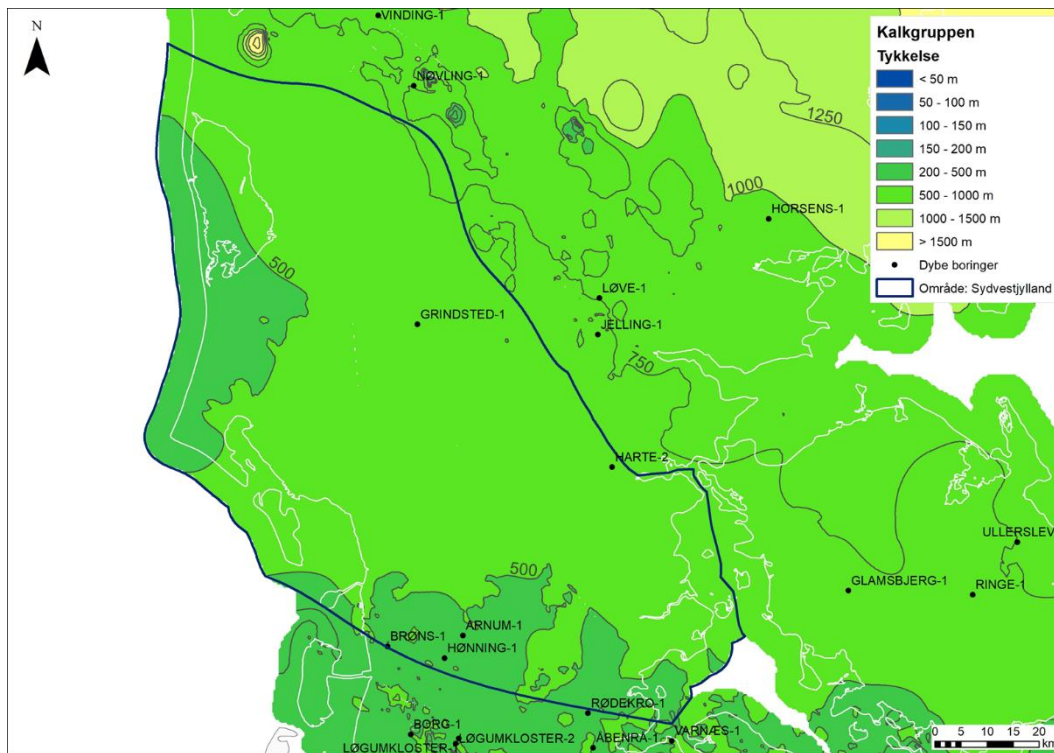 N
VINDING-1
NØVLING-1
Kalkgruppen
Tykkelse
< 50 m
50 - 100 m
100 - 150 m
150 - 200 m
200 - 500 m
500 - 1000 m
1000 - 1500 m
> 1500 m
Dybe boringer
Område: Sydvestjylland
1250
1000
HORSENS-1
500
LØVE-1
GRINDSTED-1
JELLING-1
750
HARTE-2
ULLERSLEV
500
GLAMSBJERG-1
RINGE-1
ARNUM-1
BRØNS-1
HØNNING-1
RØDEKRO-1
BORG-1
LØGUMKLOSTER-2
VARNÆS-1
LØGUMKLOSTER-1
ÅBENRÅ-1
0 5 10 15 20
km